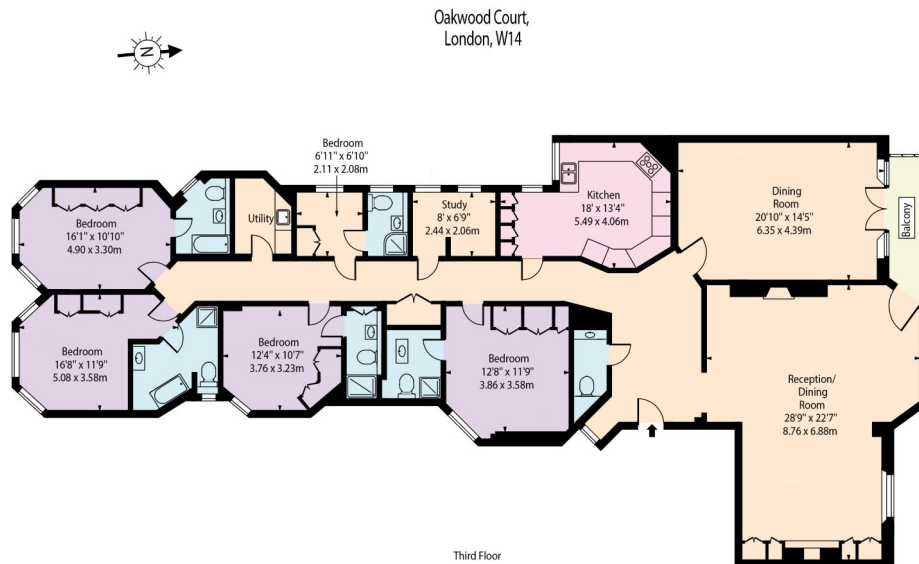 Oakwood Court,
London, W14
N
Bedroom
6'11" x 6'10"
2.11 x 2.08m
Bedroom
16'1" x 10'10"
4.90 x 3.30m
Utility
Study
8' x 6'9"
2.44 x 2.06m
Kitchen
18' x 13'4"
5.49 x 4.06m
Dining
Room
20'10" x 14'5"
6.35 x 4.39m
Balcony
Bedroom
16'8" x 11'9"
5.08 x 3.58m
Bedroom
12'4" x 10'7"
3.76 x 3.23m
Bedroom
12'8" x 11'9"
3.86 x 3.58m
Reception/
Dining
Room
28'9" x 22'7"
8.76 x 6.88m
Third Floor